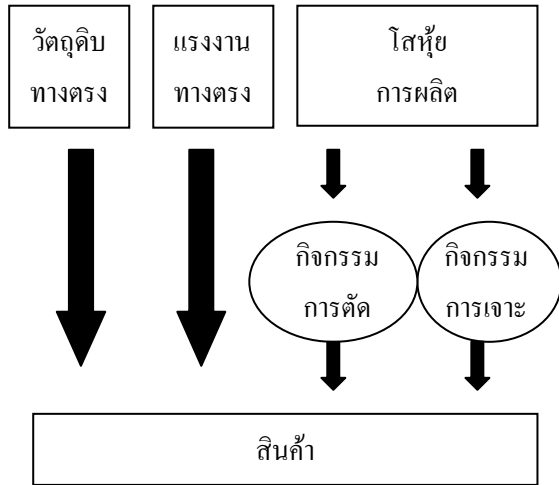 วัตถุดิบ
ทางตรง
แรงงาน
ทางตรง
โสหุ้ย
การผลิต
กิจกรรม
การตัด
กิจกรรม
การเจาะ
สินค้า